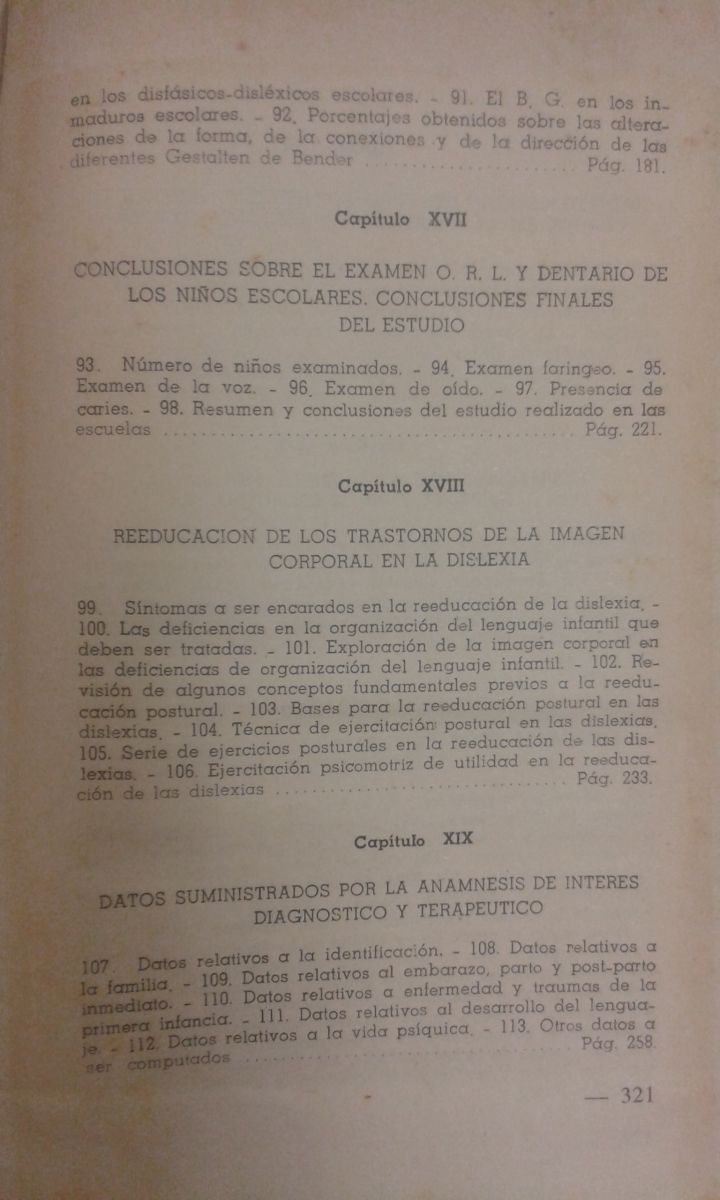 en los disfásicos-disléxicos escolares. - 91. El B. G. en los in-
maduros escolares. - 92. Porcentajes obtenidos sobre las altera-
ciones de la forma, de la conexiones y de la dirección de las
diferentes Gestalten de Bender ...................... Pág. 181.
Capítulo XVII
CONCLUSIONES SOBRE EL EXAMEN O. R. L. Y DENTARIO DE
LOS NIÑOS ESCOLARES. CONCLUSIONES FINALES
DEL ESTUDIO
93. Número de niños examinados. - 94. Examen faringeo. - 95.
Examen de la voz. - 96. Examen de oído. - 97. Presencia de
caries. - 98. Resumen y conclusiones del estudio realizado en las
escuelas .......................................... Pág. 221.
Capítulo XVIII
REEDUCACION DE LOS TRASTORNOS DE LA IMAGEN
CORPORAL EN LA DISLEXIA
99. Síntomas a ser encarados en la reeducación de la dislexia. -
100. Las deficiencias en la organización del lenguaje infantil que
deben ser tratadas. - 101. Exploración de la imagen corporal en
las deficiencias de organización del lenguaje infantil. - 102. Re-
visión de algunos conceptos fundamentales previos a la reedu-
cación postural. - 103. Bases para la reeducación postural en las
dislexias. - 104. Técnica de ejercitación postural en las dislexias.
105. Serie de ejercicios posturales en la reeducación de las dis-
lexias. - 106. Ejercitación psicomotriz de utilidad en la reeduca-
ción de las dislexias .............................. Pág. 233.
Capítulo XIX
DATOS SUMINISTRADOS POR LA ANAMNESIS DE INTERES
DIAGNOSTICO Y TERAPEUTICO
107. Datos relativos a la identificación. - 108. Datos relativos a
la familia. - 109. Datos relativos al embarazo, parto y post-parto
inmediato. - 110. Datos relativos a enfermedad y traumas de la
primera infancia. - 111. Datos relativos al desarrollo del lengua-
je. - 112. Datos relativos a la vida psíquica. - 113. Otros datos a
ser computados .................................. Pág. 258.
— 321